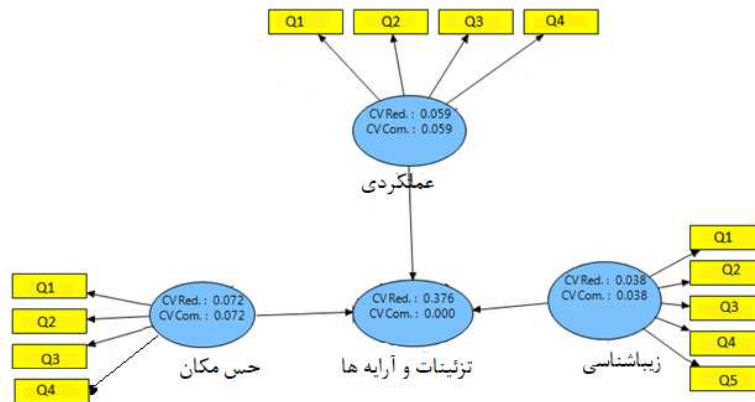 Q1
Q2
Q3
Q4
CV Red. : 0.059
CV Com. : 0.059
عملکردی
Q1
Q2
Q3
Q4
CV Red. : 0.072
CV Com. : 0.072
حس مکان
CV Red. : 0.376
CV Com. : 0.000
تزئینات و آرایه ها
CV Red. : 0.038
CV Com. : 0.038
زیباشناسی
Q1
Q2
Q3
Q4
Q5